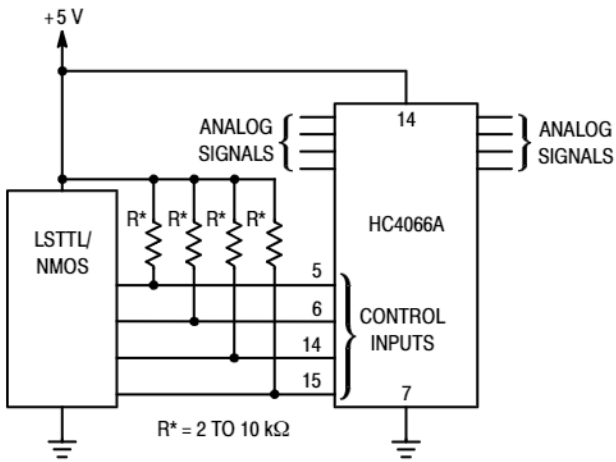 +5 V
ANALOG
SIGNALS
14
ANALOG
SIGNALS
R* R* R* R*
HC4066A
LSTTL/
NMOS
5
6
14
15
CONTROL
INPUTS
7
R* = 2 TO 10 kΩ